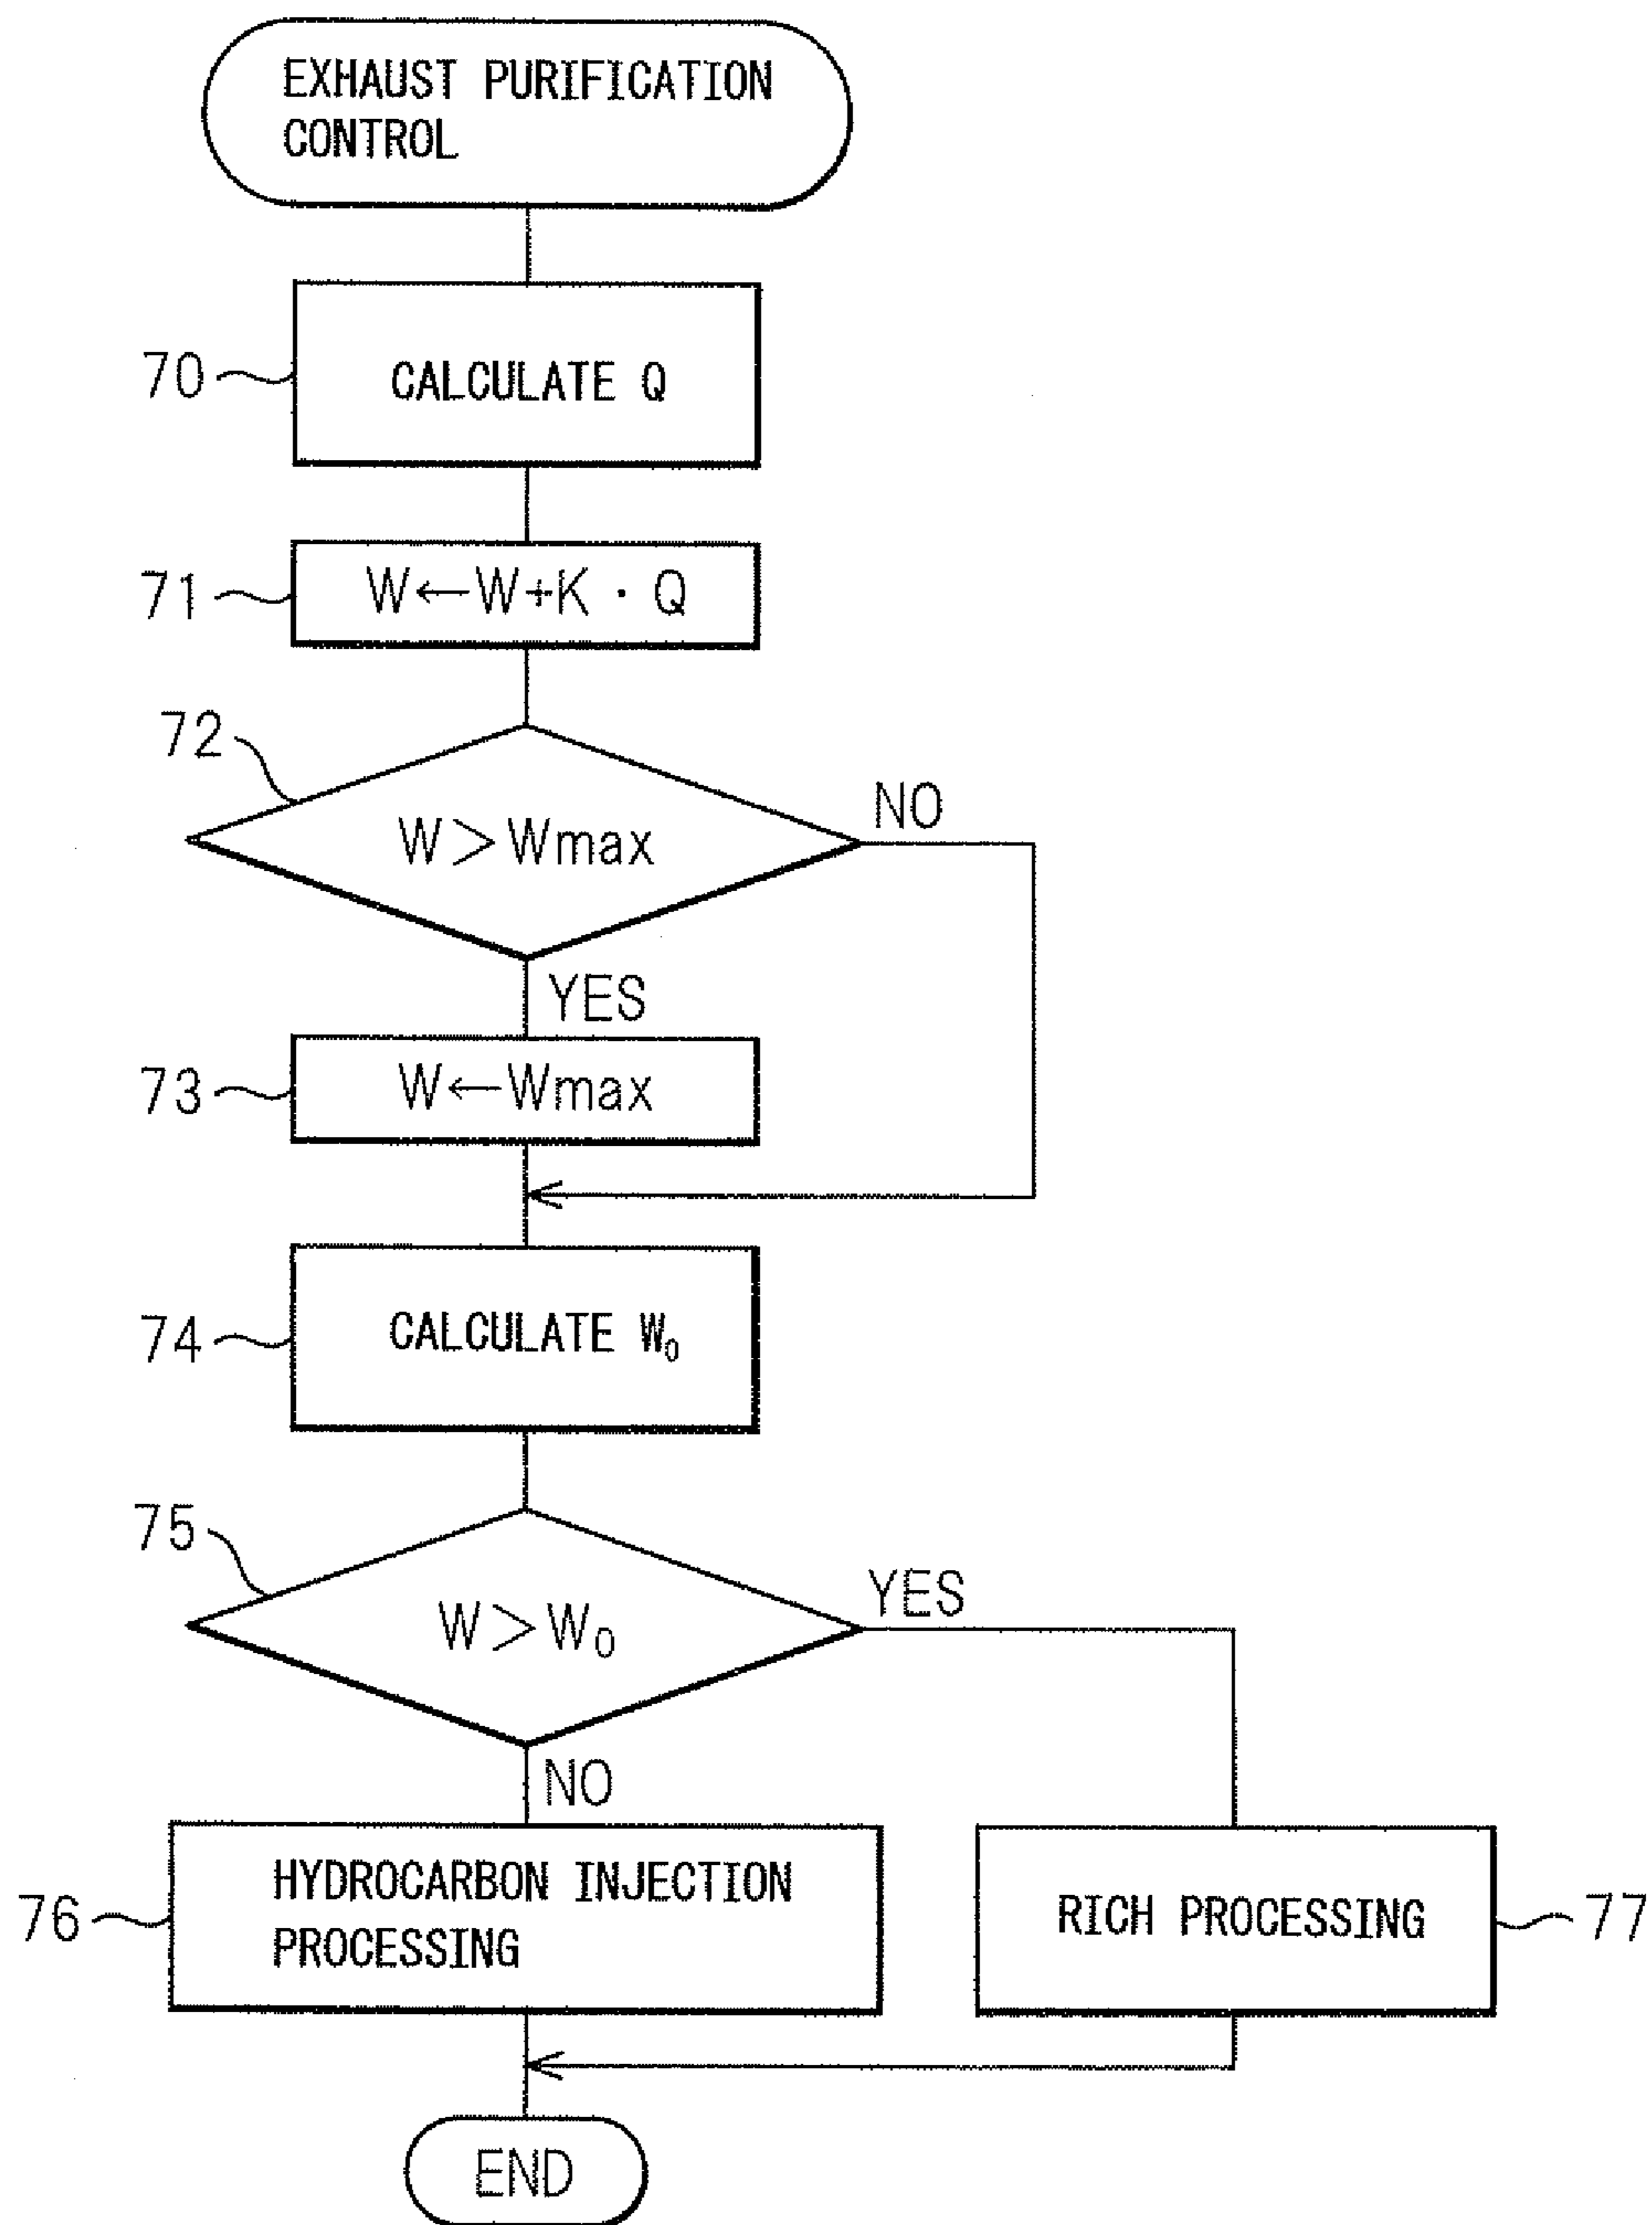 EXHAUST PURIFICATION
CONTROL
70
CALCULATE Q
71
W←W+K・Q
72
W>Wmax
NO
YES
73
W←Wmax
74
CALCULATE W₀
75
W>W₀
YES
NO
76
HYDROCARBON INJECTION
PROCESSING
RICH PROCESSING
77
END